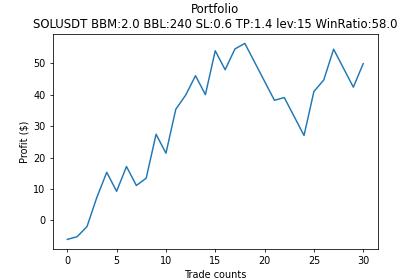 Portfolio
SOLUSDT BBM:2.0 BBL:240 SL:0.6 TP:1.4 lev:15 WinRatio:58.0
50
40
30
20
10
0
Profit ($)
0 5 10 15 20 25 30
Trade counts